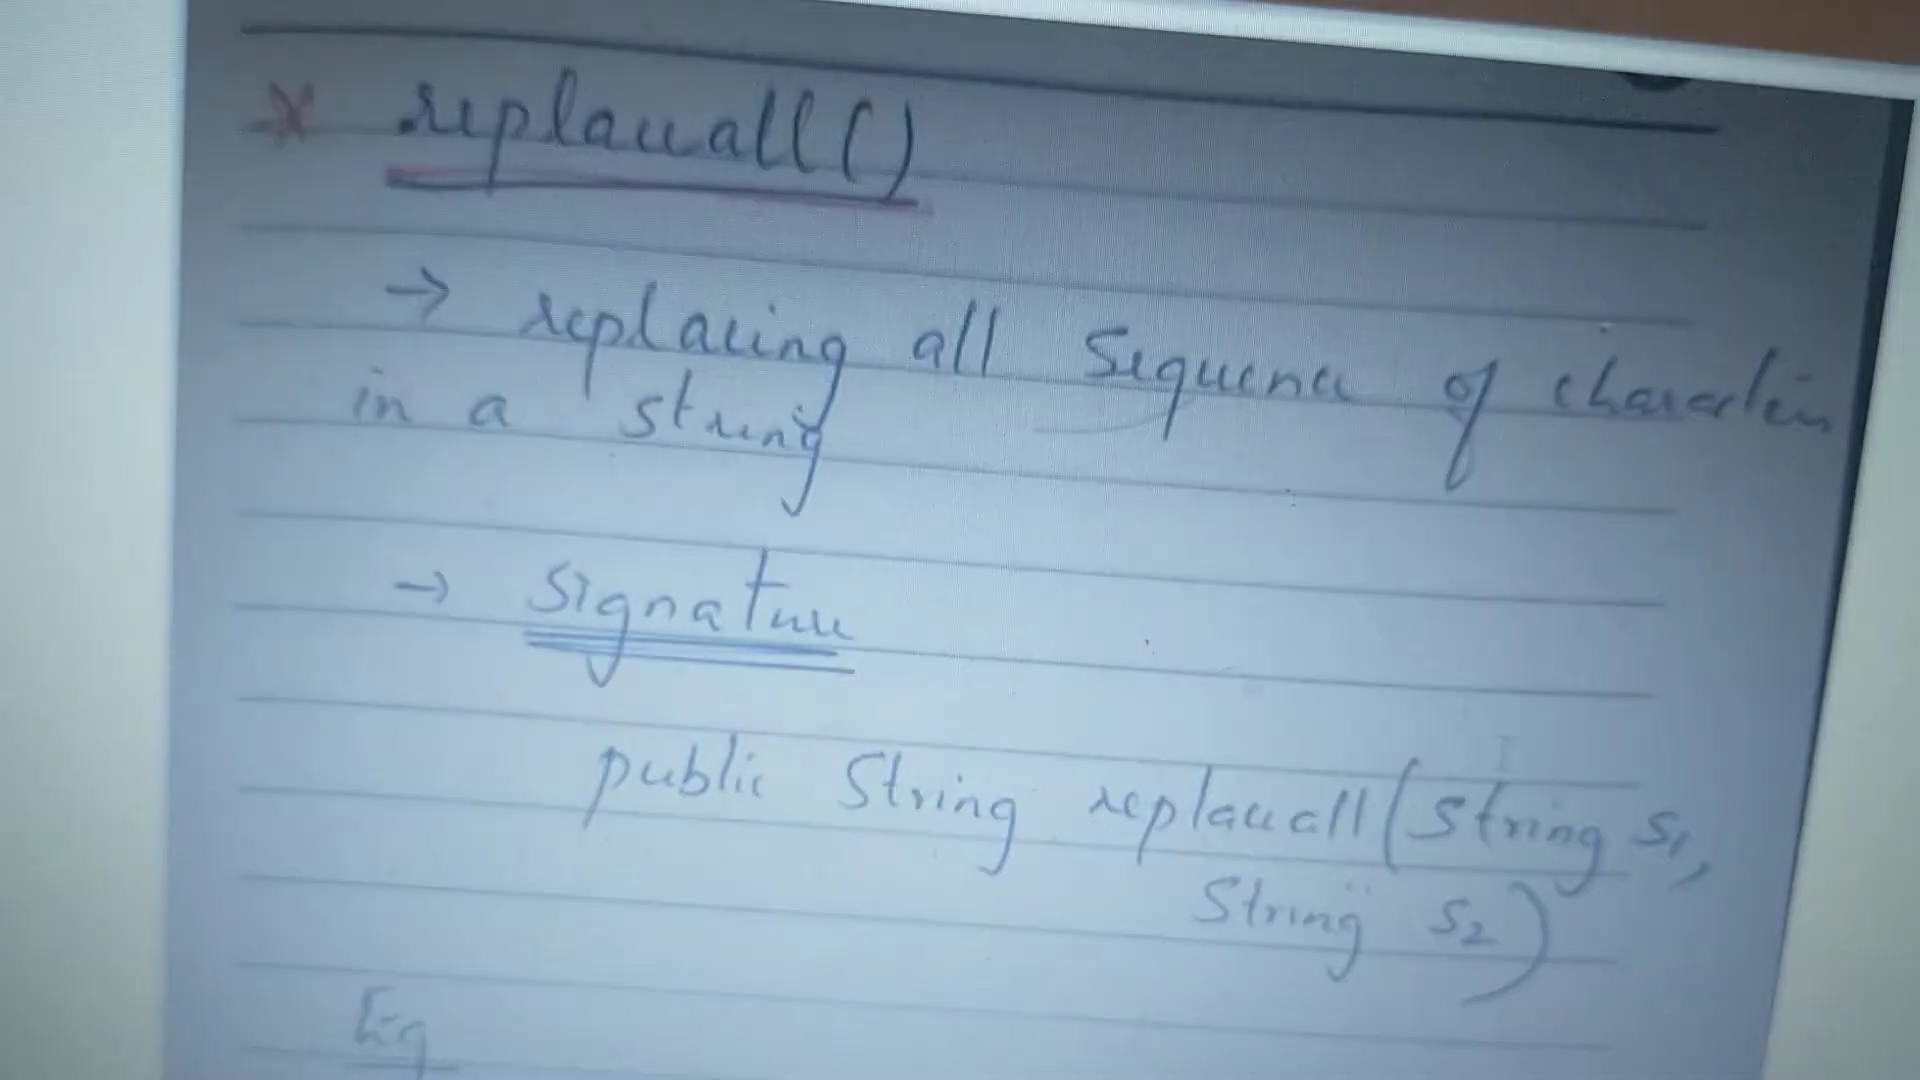 * replaceall()
→ replacing all sequence of character
in a string
→ Signature
public String replaceall(String s1,
String s2)
Eg